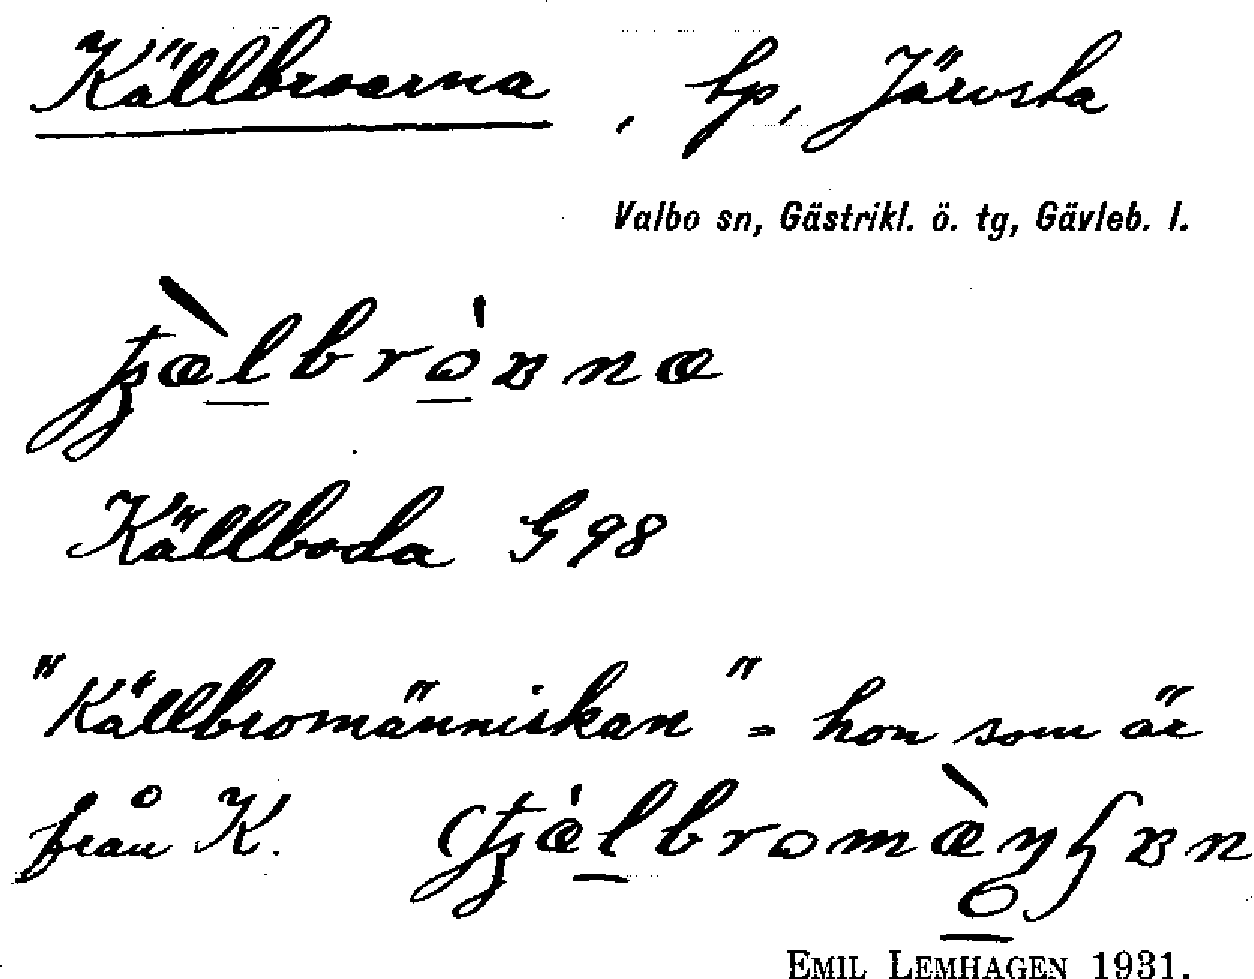 Källbroarna, tp, Järvsta
Valbo sn, Gästrikl. ö. tg, Gävleb. l.
Källboda G 98
"Källbromänniskan" = hon som är
från K.
EMIL LEMHAGEN 1931.